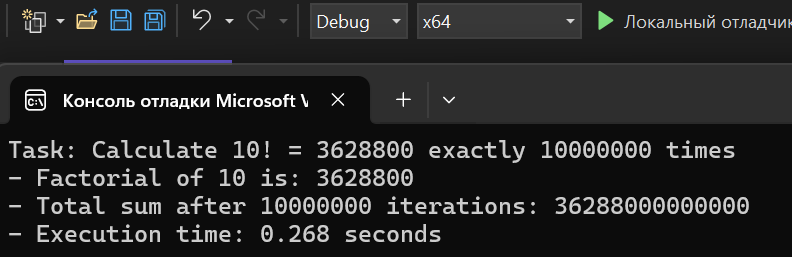 Debug x64 Локальный отладчик
Консоль отладки Microsoft V
Task: Calculate 10! = 3628800 exactly 10000000 times
- Factorial of 10 is: 3628800
- Total sum after 10000000 iterations: 36288000000000
- Execution time: 0.268 seconds